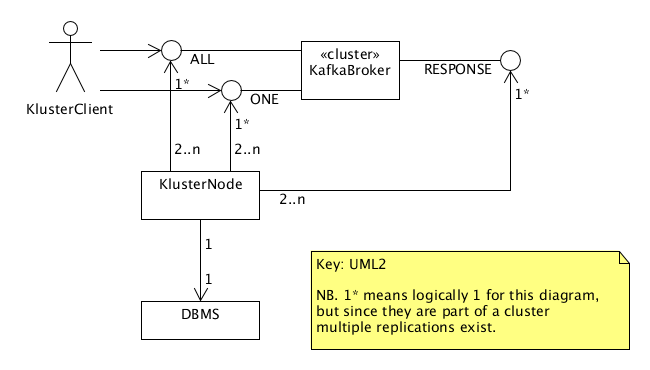 «cluster»
KafkaBroker
ALL
RESPONSE
1*
ONE
1*
KlusterClient
1*
2..n
2..n
KlusterNode
2..n
1
1
DBMS
Key: UML2
NB. 1* means logically 1 for this diagram,
but since they are part of a cluster
multiple replications exist.